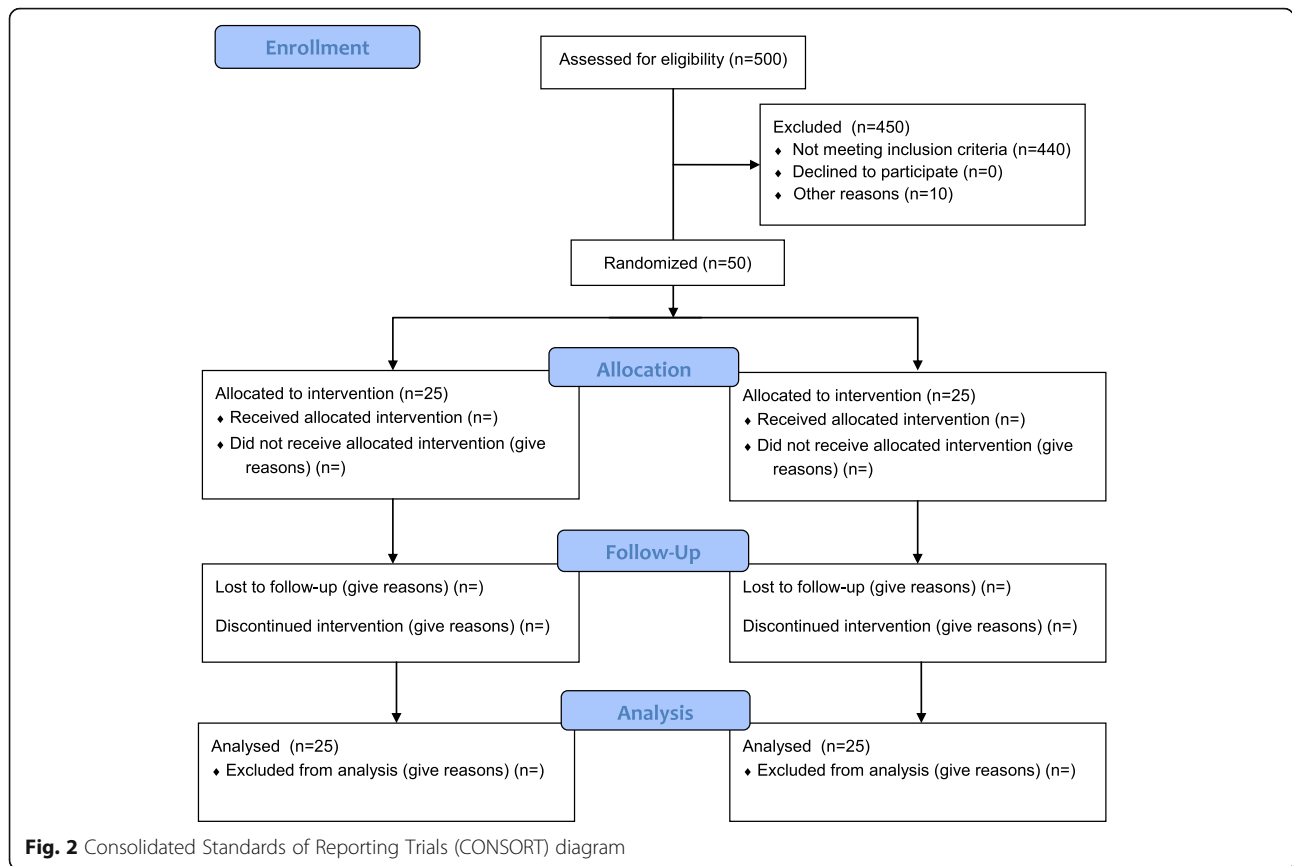 Enrollment
Assessed for eligibility (n=500)
Excluded (n=450)
♦ Not meeting inclusion criteria (n=440)
♦ Declined to participate (n=0)
♦ Other reasons (n=10)
Randomized (n=50)
Allocation
Allocated to intervention (n=25)
♦ Received allocated intervention (n=)
♦ Did not receive allocated intervention (give
reasons) (n=)
Allocated to intervention (n=25)
♦ Received allocated intervention (n=)
♦ Did not receive allocated intervention (give
reasons) (n=)
Follow-Up
Lost to follow-up (give reasons) (n=)
Discontinued intervention (give reasons) (n=)
Lost to follow-up (give reasons) (n=)
Discontinued intervention (give reasons) (n=)
Analysis
Analysed (n=25)
♦ Excluded from analysis (give reasons) (n=)
Analysed (n=25)
♦ Excluded from analysis (give reasons) (n=)
Fig. 2 Consolidated Standards of Reporting Trials (CONSORT) diagram